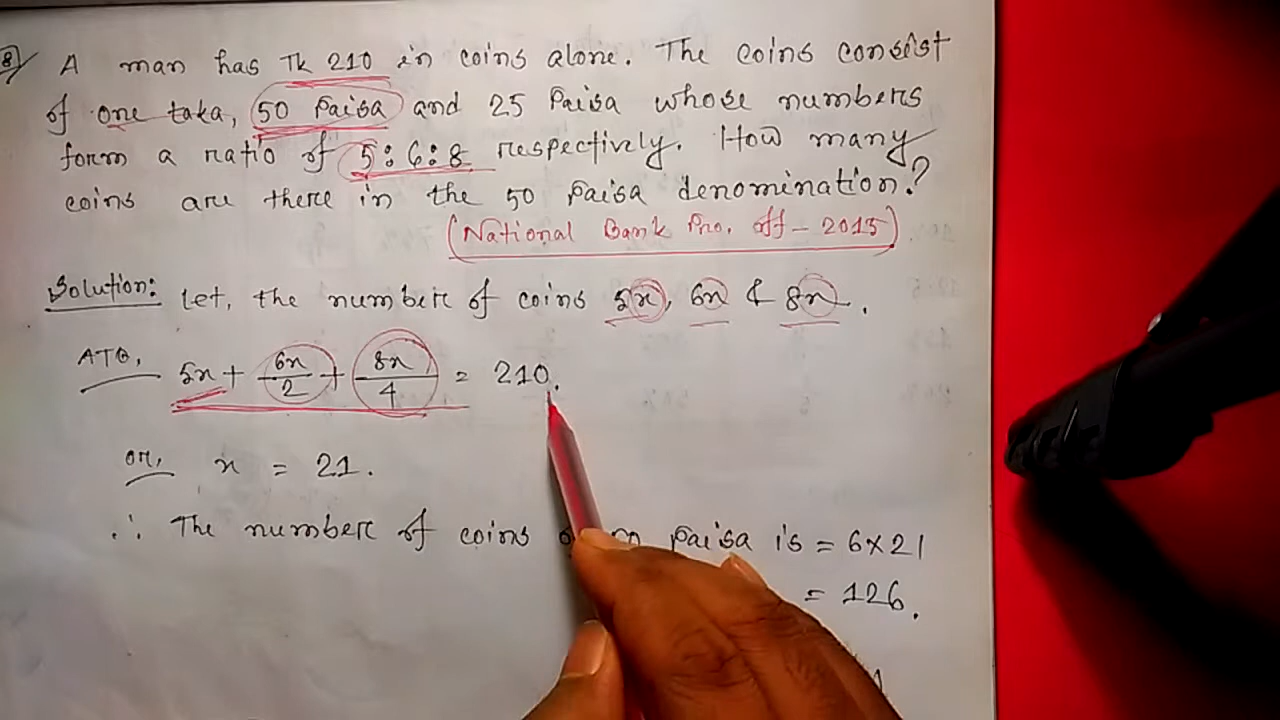 8/ A man has Tk 210 in coins alone. The coins consist
of one taka, 50 Paisa and 25 Paisa whose numbers
form a ratio of 5:6:8 respectively. How many
coins are there in the 50 Paisa denomination?
(National Bank Pro. off - 2015)
Solution: Let, the number of coins 5x, 6x & 8x.
ATQ, 5x + 6x/2 + 8x/4 = 210.
or, x = 21.
∴ The number of coins Paisa is = 6×21
= 126.